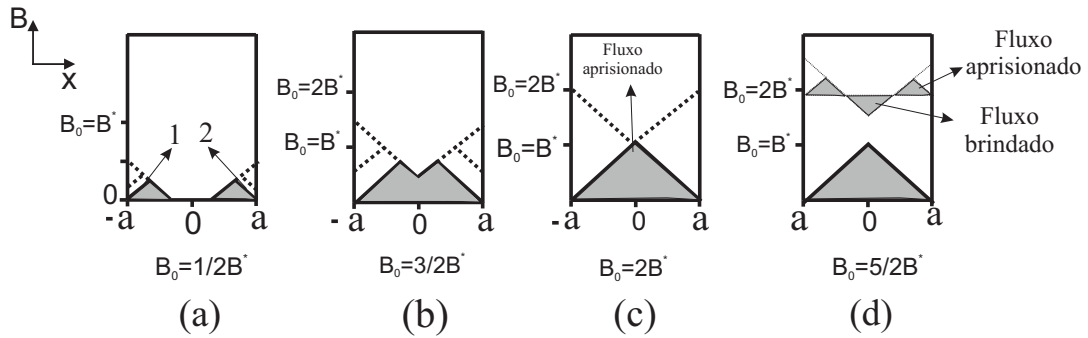 B
x
B₀=B*
0
1
2
-a
0
a
B₀=1/2B*
(a)
B₀=2B*
B₀=B*
-a
0
a
B₀=3/2B*
(b)
Fluxo
aprisionado
B₀=2B*
B₀=B*
-a
0
a
B₀=2B*
(c)
Fluxo
aprisionado
Fluxo
brindado
B₀=2B*
B₀=B*
a
0
a
B₀=5/2B*
(d)